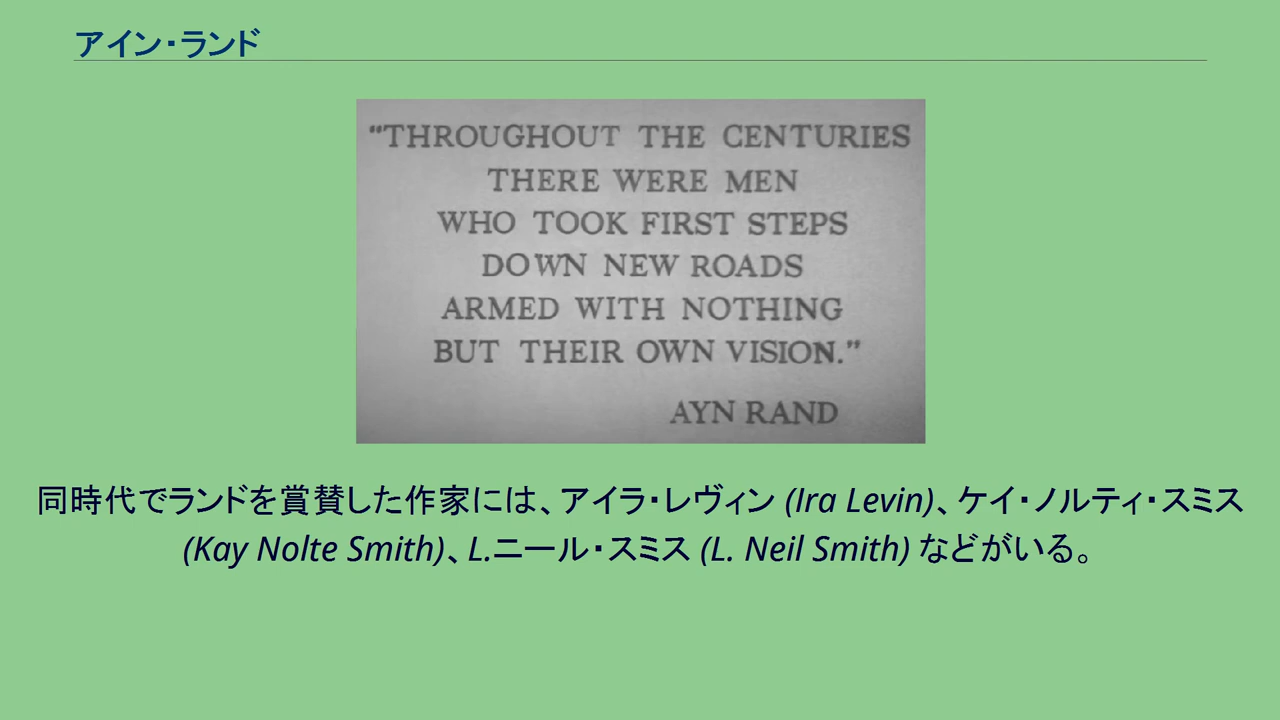 アイン・ランド
"THROUGHOUT THE CENTURIES
THERE WERE MEN
WHO TOOK FIRST STEPS
DOWN NEW ROADS
ARMED WITH NOTHING
BUT THEIR OWN VISION."
AYN RAND
同時代でランドを賞賛した作家には、アイラ・レヴィン (Ira Levin)、ケイ・ノルティ・スミス
(Kay Nolte Smith)、L.ニール・スミス (L. Neil Smith) などがいる。